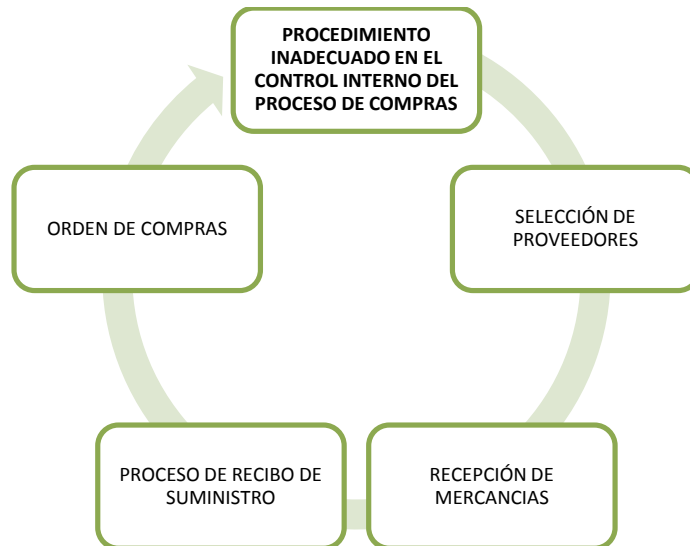 PROCEDIMIENTO
INADECUADO EN EL
CONTROL INTERNO DEL
PROCESO DE COMPRAS
SELECCIÓN DE
PROVEEDORES
RECEPCIÓN DE
MERCANCIAS
PROCESO DE RECIBO DE
SUMINISTRO
ORDEN DE COMPRAS